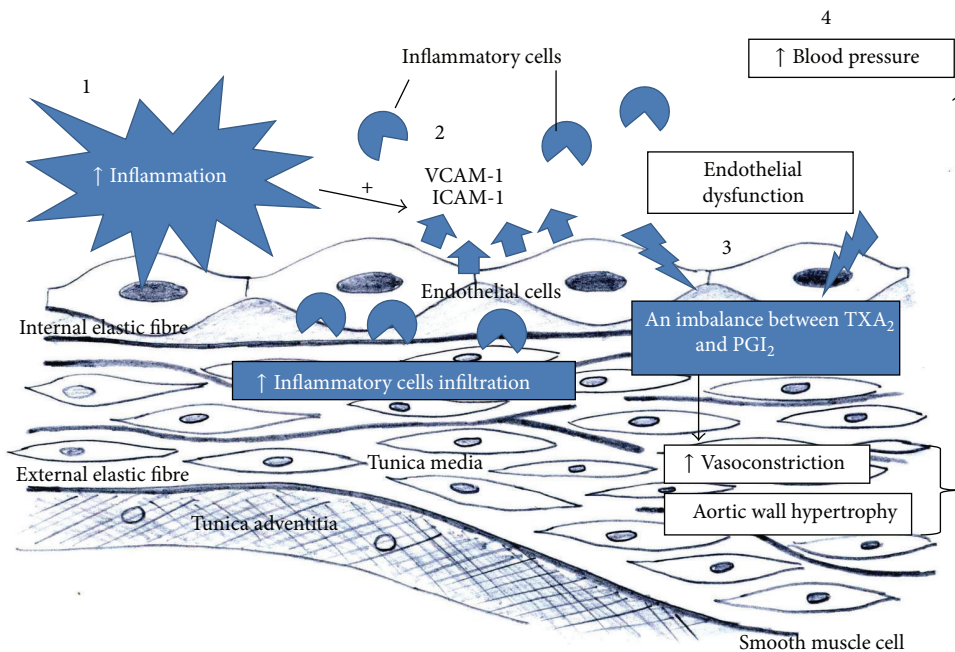 4
Inflammatory cells
↑ Blood pressure
1
2
↑ Inflammation
+
VCAM-1
ICAM-1
Endothelial
dysfunction
3
Endothelial cells
Internal elastic fibre
An imbalance between TXA₂
and PGI₂
↑ Inflammatory cells infiltration
Tunica media
↑ Vasoconstriction
External elastic fibre
Aortic wall hypertrophy
Tunica adventitia
Smooth muscle cell